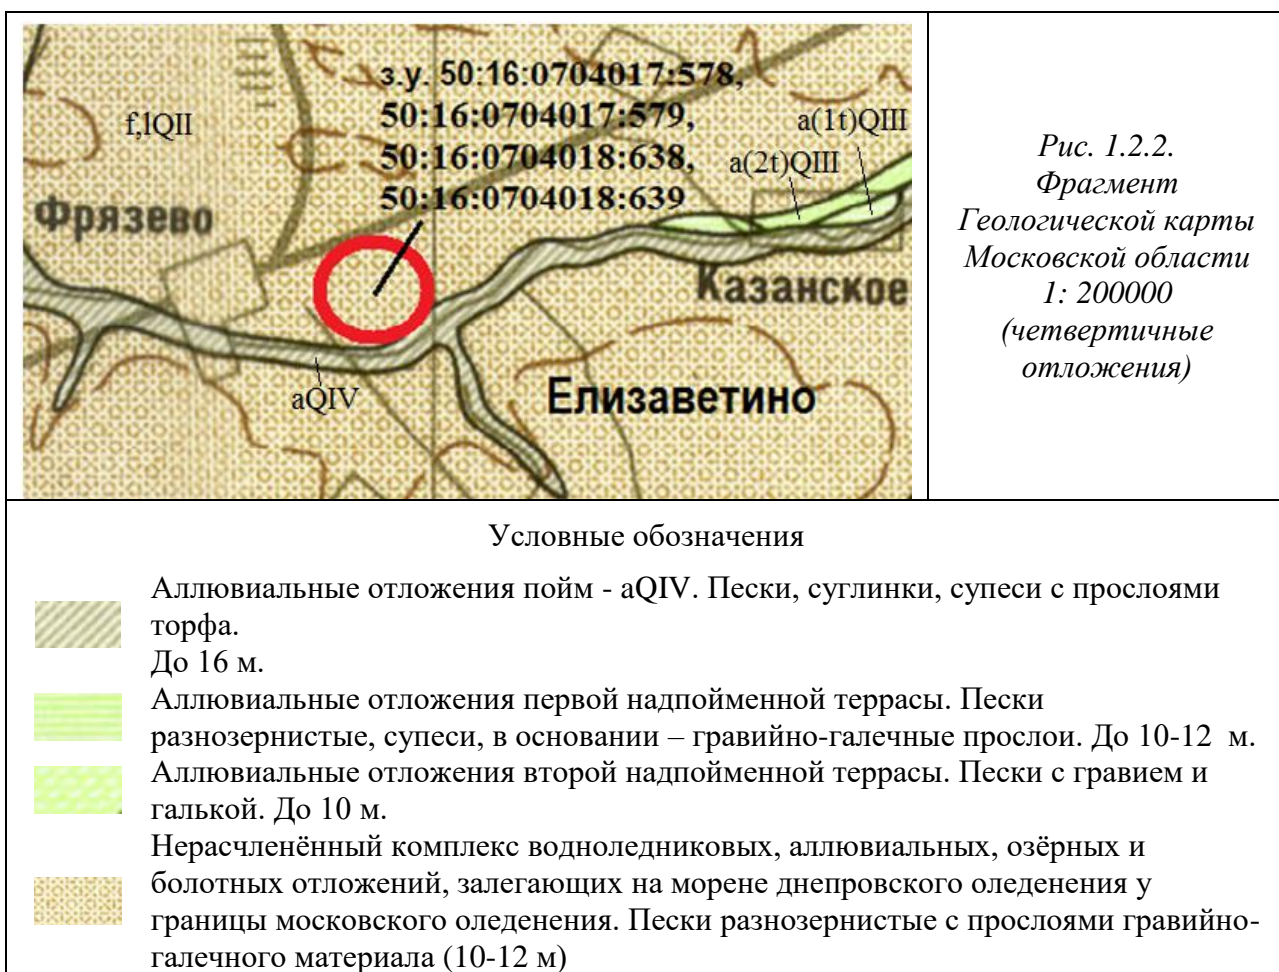 з.у. 50:16:0704017:578,
50:16:0704017:579,
50:16:0704018:638,
50:16:0704018:639
f,lQII
a(1t)QIII
a(2t)QIII
Фрязево
Казанское
aQIV
Елизаветино
Рис. 1.2.2.
Фрагмент
Геологической карты
Московской области
1: 200000
(четвертичные
отложения)
Условные обозначения
Аллювиальные отложения пойм - aQIV. Пески, суглинки, супеси с прослоями
торфа.
До 16 м.
Аллювиальные отложения первой надпойменной террасы. Пески
разнозернистые, супеси, в основании – гравийно-галечные прослои. До 10-12 м.
Аллювиальные отложения второй надпойменной террасы. Пески с гравием и
галькой. До 10 м.
Нерасчленённый комплекс водноледниковых, аллювиальных, озёрных и
болотных отложений, залегающих на морене днепровского оледенения у
границы московского оледенения. Пески разнозернистые с прослоями гравийно-
галечного материала (10-12 м)